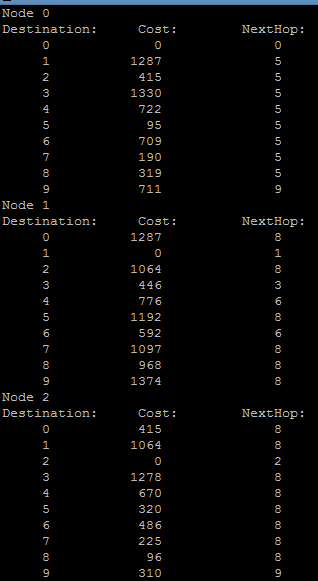 Node 0
Destination: Cost: NextHop:
0 0 0
1 1287 5
2 415 5
3 1330 5
4 722 5
5 95 5
6 709 5
7 190 5
8 319 5
9 711 9
Node 1
Destination: Cost: NextHop:
0 1287 8
1 0 1
2 1064 8
3 446 3
4 776 6
5 1192 8
6 592 6
7 1097 8
8 968 8
9 1374 8
Node 2
Destination: Cost: NextHop:
0 415 8
1 1064 8
2 0 2
3 1278 8
4 670 8
5 320 8
6 486 8
7 225 8
8 96 8
9 310 9